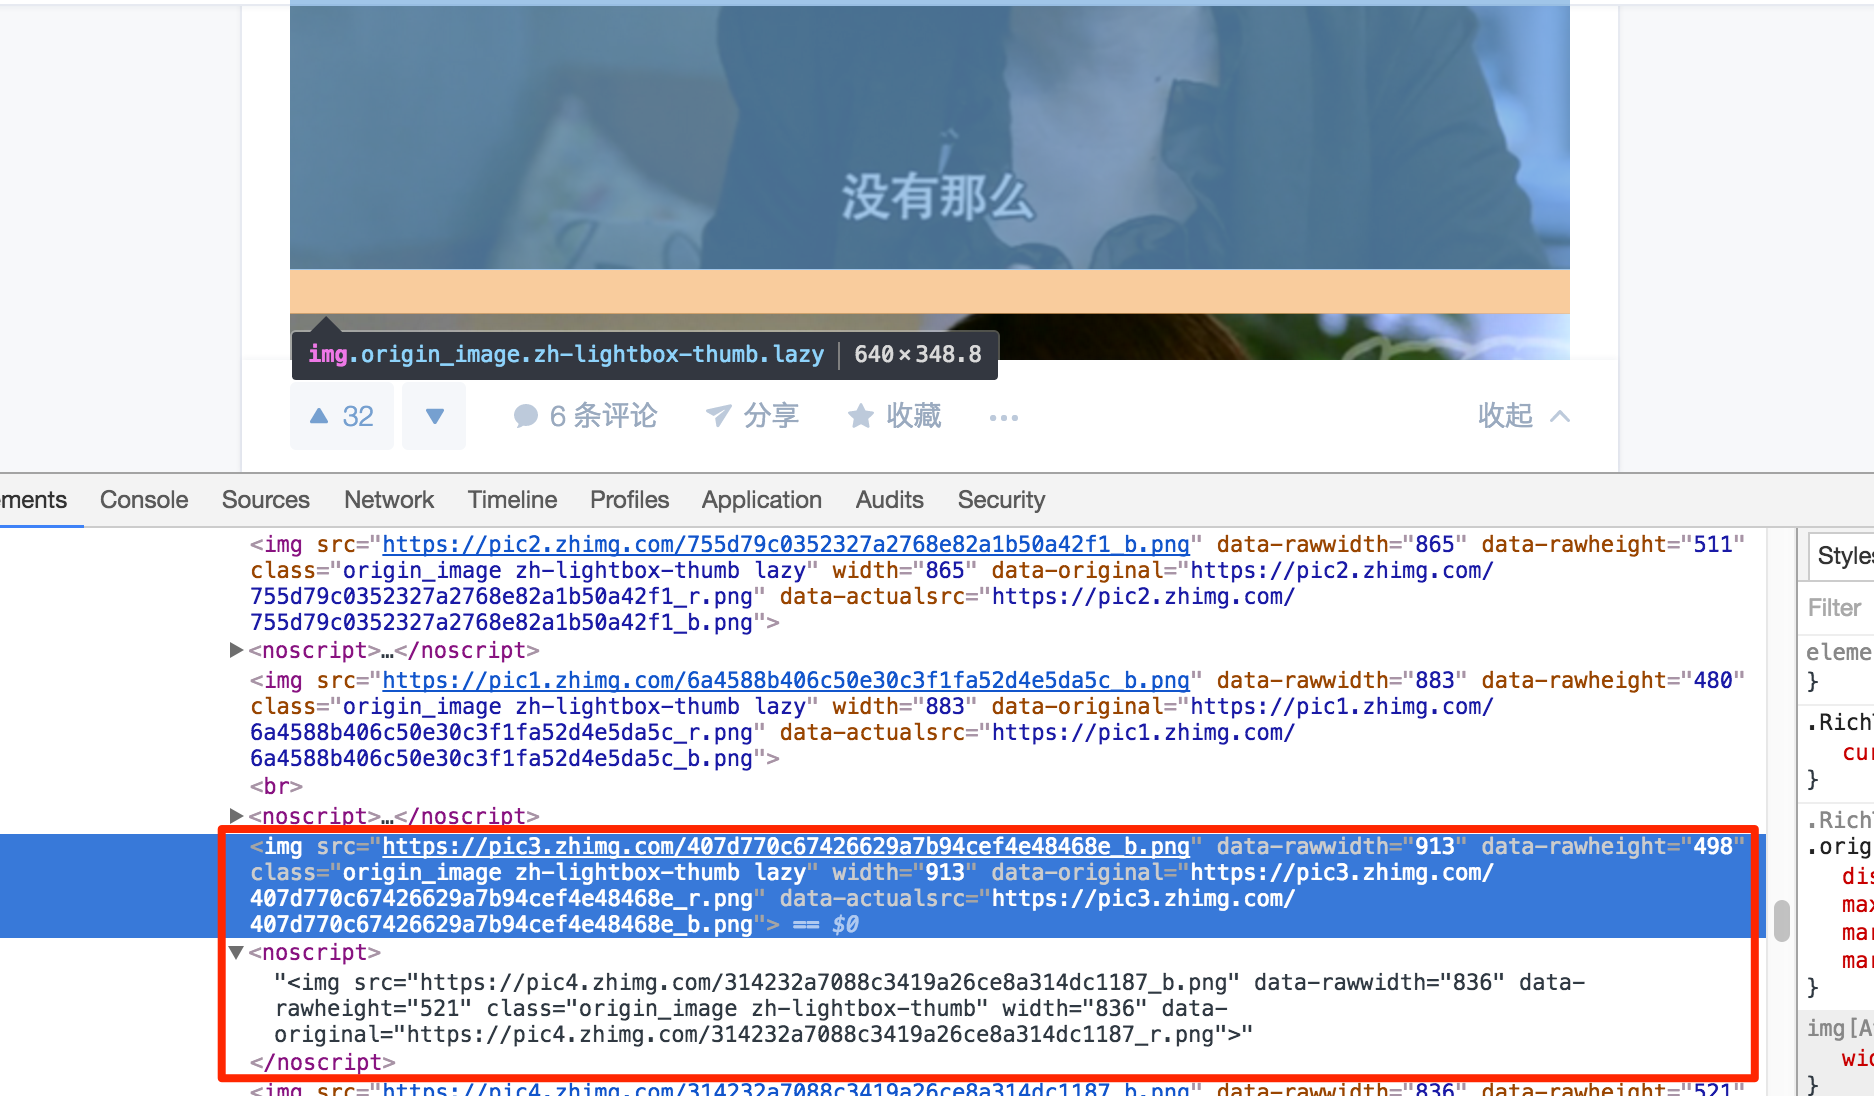 没有那么
img.origin_image.zh-lightbox-thumb.lazy 640×348.8
32 6 条评论 分享 收藏 ... 收起
ements Console Sources Network Timeline Profiles Application Audits Security
<img src="https://pic2.zhimg.com/755d79c0352327a2768e82a1b50a42f1_b.png" data-rawwidth="865" data-rawheight="511"
class="origin_image zh-lightbox-thumb lazy" width="865" data-original="https://pic2.zhimg.com/
755d79c0352327a2768e82a1b50a42f1_r.png" data-actualsrc="https://pic2.zhimg.com/
755d79c0352327a2768e82a1b50a42f1_b.png">
<noscript>…</noscript>
<img src="https://pic1.zhimg.com/6a4588b406c50e30c3f1fa52d4e5da5c_b.png" data-rawwidth="883" data-rawheight="480"
class="origin_image zh-lightbox-thumb lazy" width="883" data-original="https://pic1.zhimg.com/
6a4588b406c50e30c3f1fa52d4e5da5c_r.png" data-actualsrc="https://pic1.zhimg.com/
6a4588b406c50e30c3f1fa52d4e5da5c_b.png">
<br>
<noscript>…</noscript>
<img src="https://pic3.zhimg.com/407d770c67426629a7b94cef4e48468e_b.png" data-rawwidth="913" data-rawheight="498"
class="origin_image zh-lightbox-thumb lazy" width="913" data-original="https://pic3.zhimg.com/
407d770c67426629a7b94cef4e48468e_r.png" data-actualsrc="https://pic3.zhimg.com/
407d770c67426629a7b94cef4e48468e_b.png"> == $0
<noscript>
"<img src="https://pic4.zhimg.com/314232a7088c3419a26ce8a314dc1187_b.png" data-rawwidth="836" data-
rawheight="521" class="origin_image zh-lightbox-thumb" width="836" data-
original="https://pic4.zhimg.com/314232a7088c3419a26ce8a314dc1187_r.png">"
</noscript>
<img src="https://pic4.zhimg.com/314232a7088c3419a26ce8a314dc1187_b.png" data-rawwidth="836" data-rawheight="521"
Styles
Filter
eleme
}
.Rich
cur
}
.Rich
.orig
dis
max
mar
mar
}
img[A
wid
}